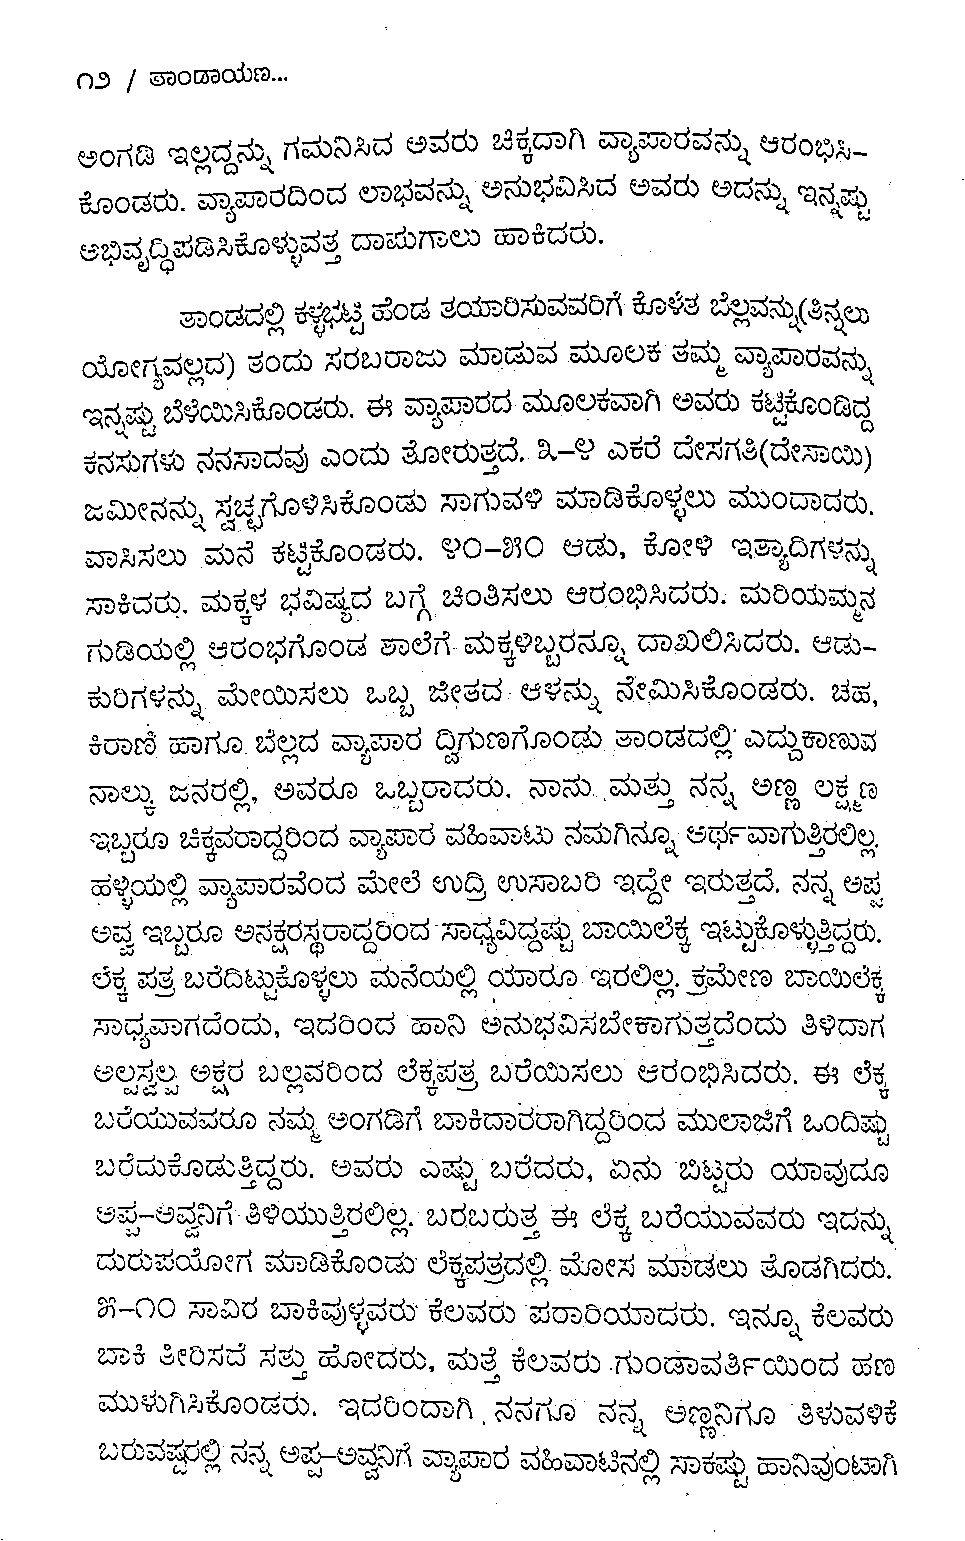 ೧೨ / ತಾಂಡಾಯಣ...
ಅಂಗಡಿ ಇಲ್ಲದ್ದನ್ನು ಗಮನಿಸಿದ ಅವರು ಚಿಕ್ಕದಾಗಿ ವ್ಯಾಪಾರವನ್ನು ಆರಂಭಿಸಿ-
ಕೊಂಡರು. ವ್ಯಾಪಾರದಿಂದ ಲಾಭವನ್ನು ಅನುಭವಿಸಿದ ಅವರು ಅದನ್ನು ಇನ್ನಷ್ಟು
ಅಭಿವೃದ್ಧಿಪಡಿಸಿಕೊಳ್ಳುವತ್ತ ದಾಪುಗಾಲು ಹಾಕಿದರು.
ತಾಂಡದಲ್ಲಿ ಕಳ್ಳಭಟ್ಟಿ ಹೆಂಡ ತಯಾರಿಸುವವರಿಗೆ ಕೊಳೆತ ಬೆಲ್ಲವನ್ನು(ತಿನ್ನಲು
ಯೋಗ್ಯವಲ್ಲದ) ತಂದು ಸರಬರಾಜು ಮಾಡುವ ಮೂಲಕ ತಮ್ಮ ವ್ಯಾಪಾರವನ್ನು
ಇನ್ನಷ್ಟು ಬೆಳೆಯಿಸಿಕೊಂಡರು. ಈ ವ್ಯಾಪಾರದ ಮೂಲಕವಾಗಿ ಅವರು ಕಟ್ಟಿಕೊಂಡಿದ್ದ
ಕನಸುಗಳು ನನಸಾದವು ಎಂದು ತೋರುತ್ತದೆ. ೩-೪ ಎಕರೆ ದೇಸಗತಿ(ದೇಸಾಯಿ)
ಜಮೀನನ್ನು ಸ್ವಚ್ಛಗೊಳಿಸಿಕೊಂಡು ಸಾಗುವಳಿ ಮಾಡಿಕೊಳ್ಳಲು ಮುಂದಾದರು.
ವಾಸಿಸಲು ಮನೆ ಕಟ್ಟಿಕೊಂಡರು. ೪೦-೫೦ ಆಡು, ಕೋಳಿ ಇತ್ಯಾದಿಗಳನ್ನು
ಸಾಕಿದರು. ಮಕ್ಕಳ ಭವಿಷ್ಯದ ಬಗ್ಗೆ ಚಿಂತಿಸಲು ಆರಂಭಿಸಿದರು. ಮರಿಯಮ್ಮನ
ಗುಡಿಯಲ್ಲಿ ಆರಂಭಗೊಂಡ ಶಾಲೆಗೆ ಮಕ್ಕಳಿಬ್ಬರನ್ನೂ ದಾಖಲಿಸಿದರು. ಆಡು-
ಕುರಿಗಳನ್ನು ಮೇಯಿಸಲು ಒಬ್ಬ ಜೀತದ ಆಳನ್ನು ನೇಮಿಸಿಕೊಂಡರು. ಚಹ,
ಕಿರಾಣಿ ಹಾಗೂ ಬೆಲ್ಲದ ವ್ಯಾಪಾರ ದ್ವಿಗುಣಗೊಂಡು ತಾಂಡದಲ್ಲಿ ಎದ್ದುಕಾಣುವ
ನಾಲ್ಕು ಜನರಲ್ಲಿ, ಅವರೂ ಒಬ್ಬರಾದರು. ನಾನು ಮತ್ತು ನನ್ನ ಅಣ್ಣ ಲಕ್ಷ್ಮಣ
ಇಬ್ಬರೂ ಚಿಕ್ಕವರಾದ್ದರಿಂದ ವ್ಯಾಪಾರ ವಹಿವಾಟು ನಮಗಿನ್ನೂ ಅರ್ಥವಾಗುತ್ತಿರಲಿಲ್ಲ.
ಹಳ್ಳಿಯಲ್ಲಿ ವ್ಯಾಪಾರವೆಂದ ಮೇಲೆ ಉದ್ರಿ ಉಸಾಬರಿ ಇದ್ದೇ ಇರುತ್ತದೆ. ನನ್ನ ಅಪ್ಪ
ಅವ್ವ ಇಬ್ಬರೂ ಅನಕ್ಷರಸ್ಥರಾದ್ದರಿಂದ ಸಾಧ್ಯವಿದ್ದಷ್ಟು ಬಾಯಿಲೆಕ್ಕ ಇಟ್ಟುಕೊಳ್ಳುತ್ತಿದ್ದರು.
ಲೆಕ್ಕ ಪತ್ರ ಬರೆದಿಟ್ಟುಕೊಳ್ಳಲು ಮನೆಯಲ್ಲಿ ಯಾರೂ ಇರಲಿಲ್ಲ. ಕ್ರಮೇಣ ಬಾಯಿಲೆಕ್ಕ
ಸಾಧ್ಯವಾಗದೆಂದು, ಇದರಿಂದ ಹಾನಿ ಅನುಭವಿಸಬೇಕಾಗುತ್ತದೆಂದು ತಿಳಿದಾಗ
ಅಲ್ಪಸ್ವಲ್ಪ ಅಕ್ಷರ ಬಲ್ಲವರಿಂದ ಲೆಕ್ಕಪತ್ರ ಬರೆಯಿಸಲು ಆರಂಭಿಸಿದರು. ಈ ಲೆಕ್ಕ
ಬರೆಯುವವರೂ ನಮ್ಮ ಅಂಗಡಿಗೆ ಬಾಕಿದಾರರಾಗಿದ್ದರಿಂದ ಮುಲಾಜಿಗೆ ಒಂದಿಷ್ಟು
ಬರೆದುಕೊಡುತ್ತಿದ್ದರು. ಅವರು ಎಷ್ಟು ಬರೆದರು, ಏನು ಬಿಟ್ಟರು ಯಾವುದೂ
ಅಪ್ಪ-ಅವ್ವನಿಗೆ ತಿಳಿಯುತ್ತಿರಲಿಲ್ಲ. ಬರಬರುತ್ತ ಈ ಲೆಕ್ಕ ಬರೆಯುವವರು ಇದನ್ನು
ದುರುಪಯೋಗ ಮಾಡಿಕೊಂಡು ಲೆಕ್ಕಪತ್ರದಲ್ಲಿ ಮೋಸ ಮಾಡಲು ತೊಡಗಿದರು.
೫-೧೦ ಸಾವಿರ ಬಾಕಿವುಳ್ಳವರು ಕೆಲವರು ಪರಾರಿಯಾದರು. ಇನ್ನೂ ಕೆಲವರು
ಬಾಕಿ ತೀರಿಸದೆ ಸತ್ತು ಹೋದರು, ಮತ್ತೆ ಕೆಲವರು ಗುಂಡಾವರ್ತಿಯಿಂದ ಹಣ
ಮುಳುಗಿಸಿಕೊಂಡರು. ಇದರಿಂದಾಗಿ ನನಗೂ ನನ್ನ ಅಣ್ಣನಿಗೂ ತಿಳುವಳಿಕೆ
ಬರುವಷ್ಟರಲ್ಲಿ ನನ್ನ ಅಪ್ಪ-ಅವ್ವನಿಗೆ ವ್ಯಾಪಾರ ವಹಿವಾಟಿನಲ್ಲಿ ಸಾಕಷ್ಟು ಹಾನಿವುಂಟಾಗಿ